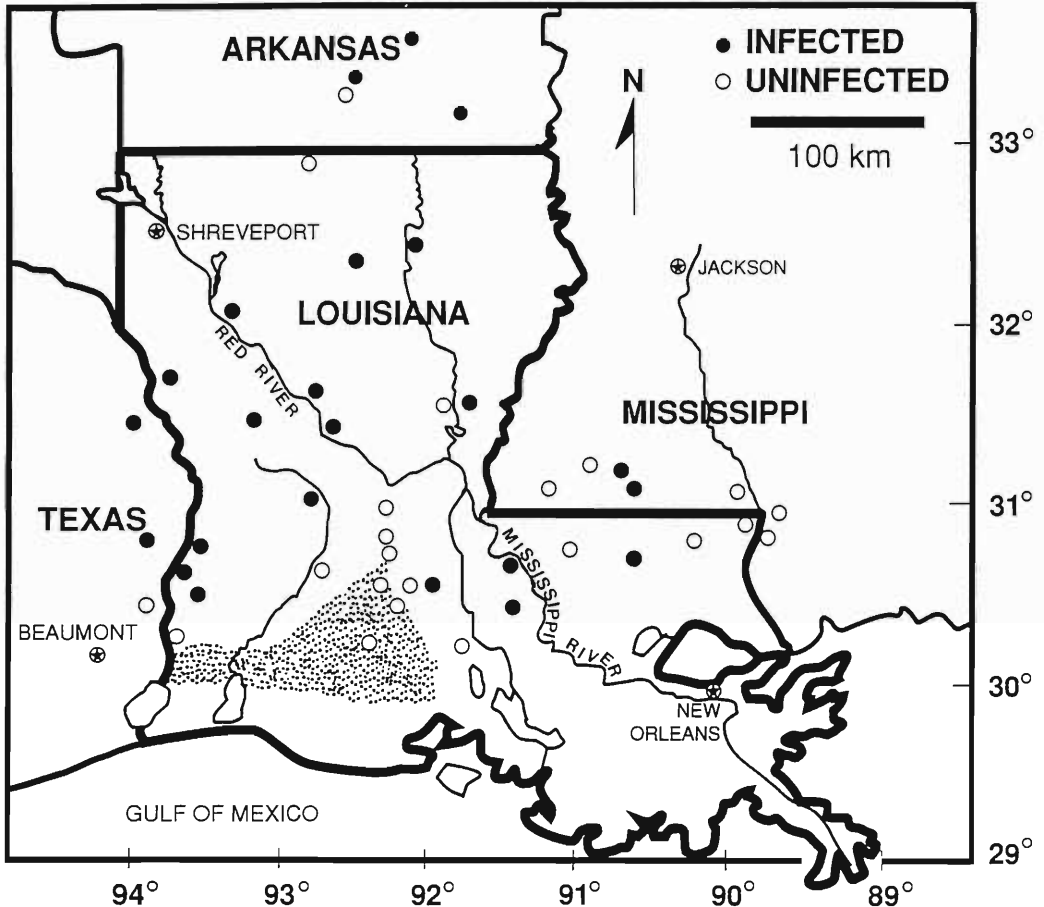 ARKANSAS
INFECTED
UNINFECTED
N
100 km
33°
SHREVEPORT
JACKSON
LOUISIANA
32°
RED RIVER
MISSISSIPPI
TEXAS
31°
MISSISSIPPI RIVER
BEAUMONT
30°
NEW
ORLEANS
GULF OF MEXICO
29°
94°
93°
92°
91°
90°
89°